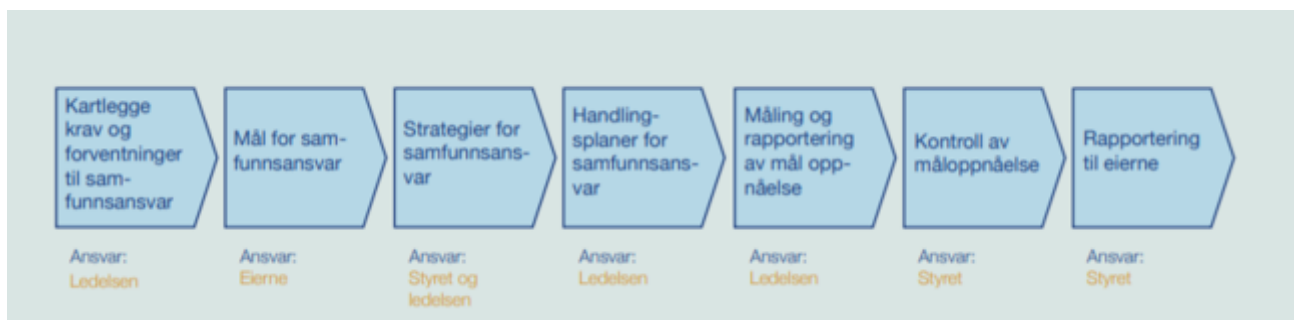 Kartlegge
krav og
forventninger
til sam-
funnsansvar
Mål for sam-
funnsansvar
Strategier for
samfunnsans-
var
Handling-
splaner for
samfunnsans-
var
Måling og
rapportering
av mål opp-
nåelse
Kontroll av
måloppnåelse
Rapportering
til eierne
Ansvar:
Ledelsen
Ansvar:
Eierne
Ansvar:
Styret og
ledelsen
Ansvar:
Ledelsen
Ansvar:
Ledelsen
Ansvar:
Styret
Ansvar:
Styret